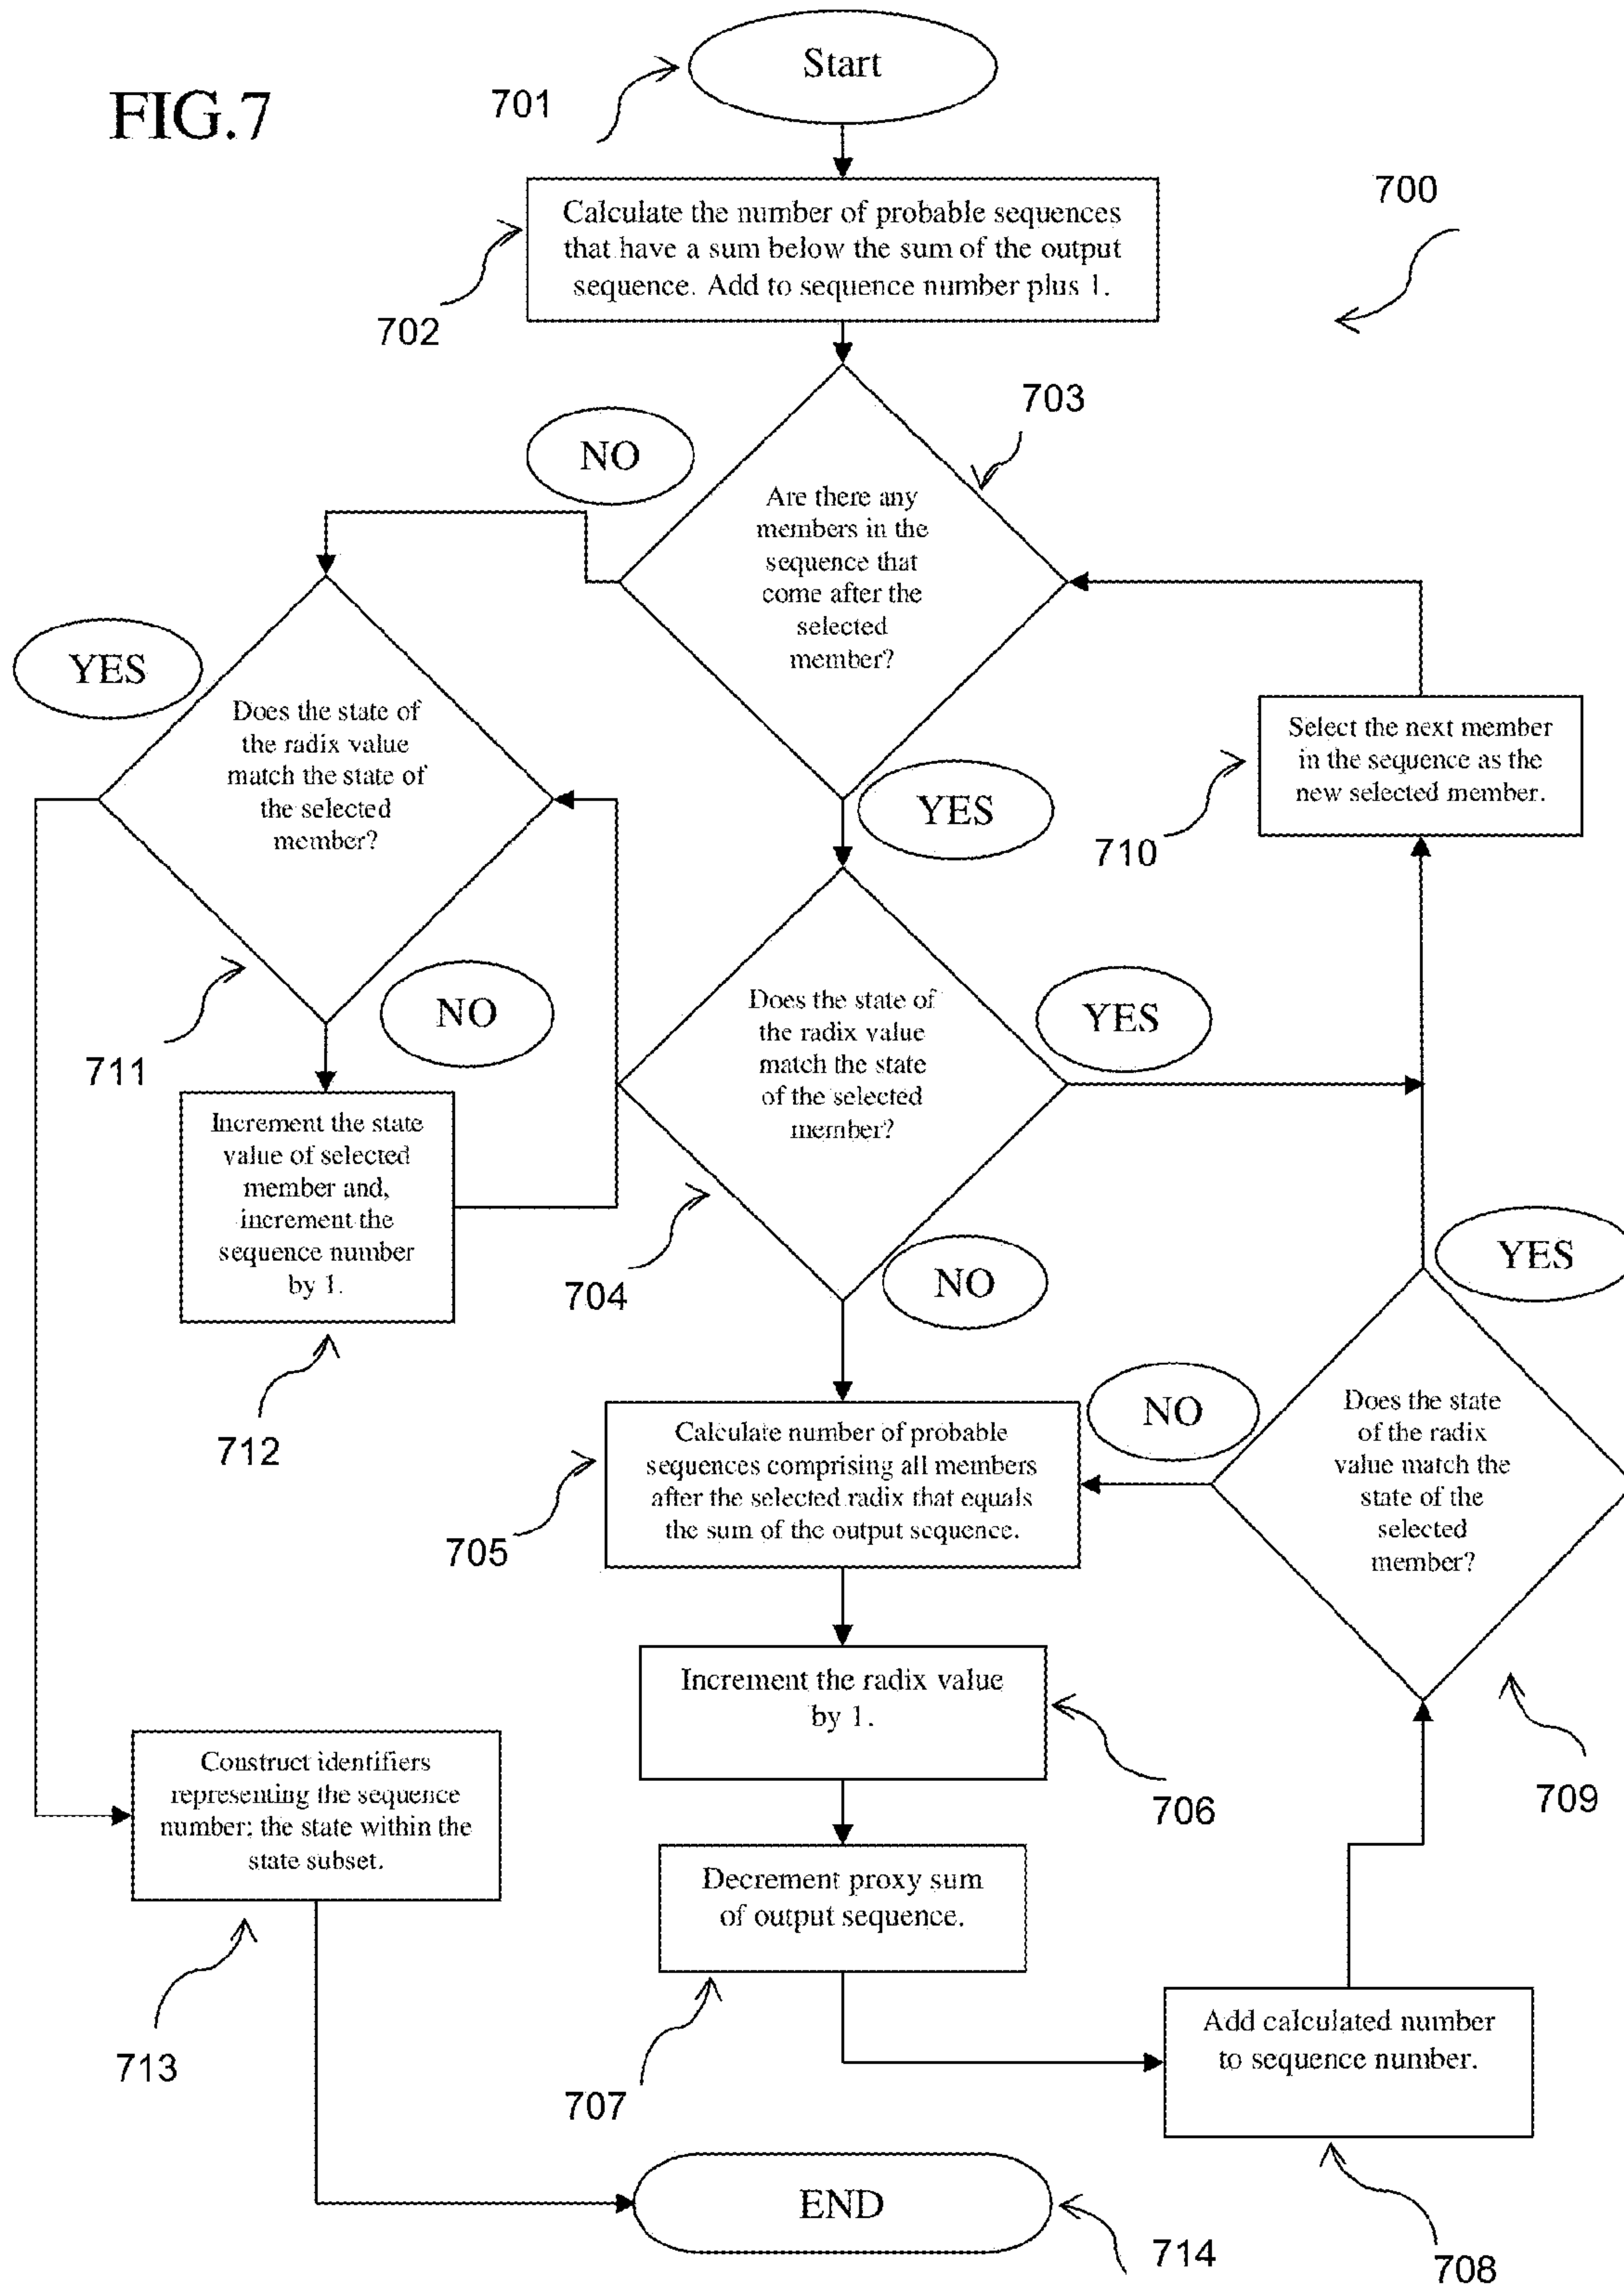 FIG.7
701
Start
700
Calculate the number of probable sequences
that have a sum below the sum of the output
sequence. Add to sequence number plus 1.
702
703
NO
Are there any
members in the
sequence that
come after the
selected
member?
YES
Does the state of
the radix value
match the state of
the selected
member?
Select the next member
in the sequence as the
new selected member.
710
YES
711
NO
Does the state of
the radix value
match the state
of the selected
member?
YES
Increment the state
value of selected
member and,
increment the
sequence number
by 1.
712
704
NO
YES
Calculate number of probable
sequences comprising all members
after the selected radix that equals
the sum of the output sequence.
705
NO
Does the state
of the radix
value match the
state of the
selected
member?
709
Increment the radix value
by 1.
706
Construct identifiers
representing the sequence
number; the state within the
state subset.
713
Decrement proxy sum
of output sequence.
707
Add calculated number
to sequence number.
708
END
714